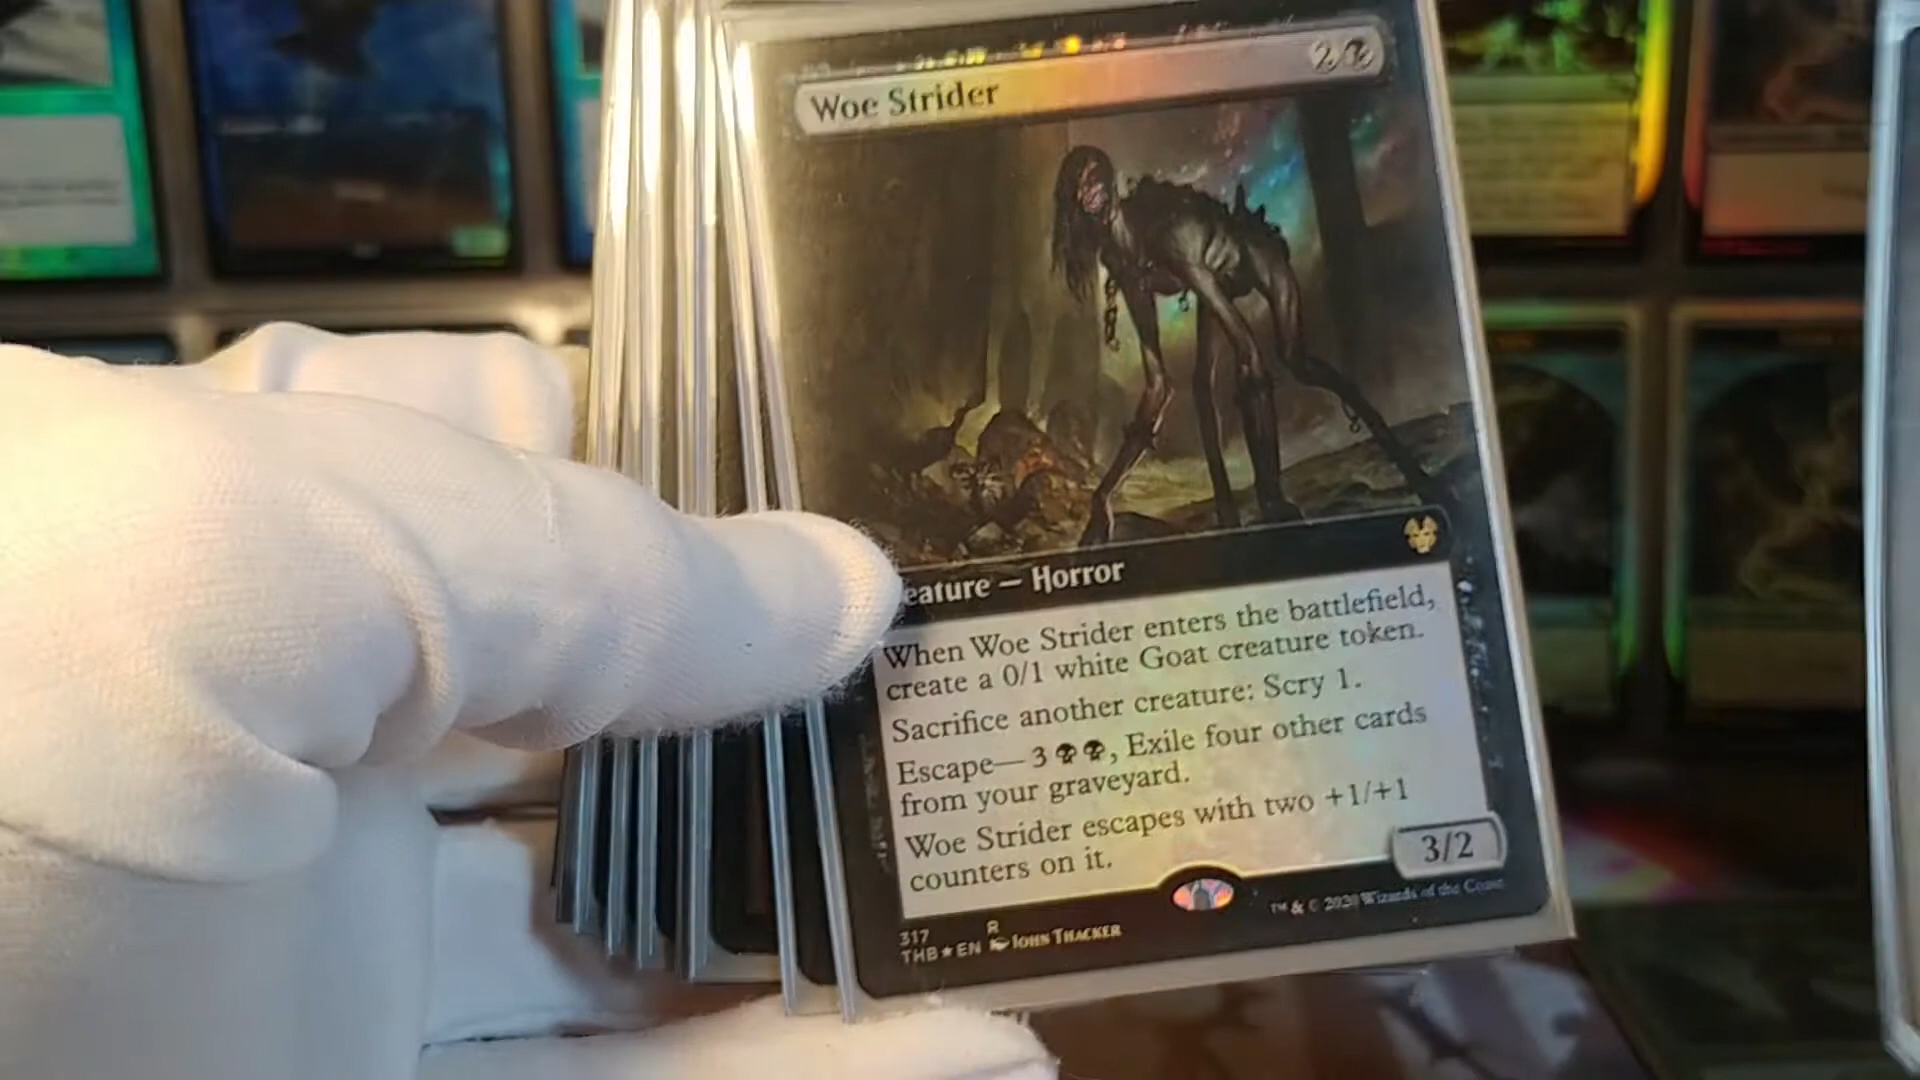 Woe Strider
2
eature — Horror
When Woe Strider enters the battlefield,
create a 0/1 white Goat creature token.
Sacrifice another creature: Scry 1.
Escape— 3 , Exile four other cards
from your graveyard.
Woe Strider escapes with two +1/+1
counters on it.
3/2
317 R
THB★EN JOHN THACKER
™ & © 2020 Wizards of the Coast